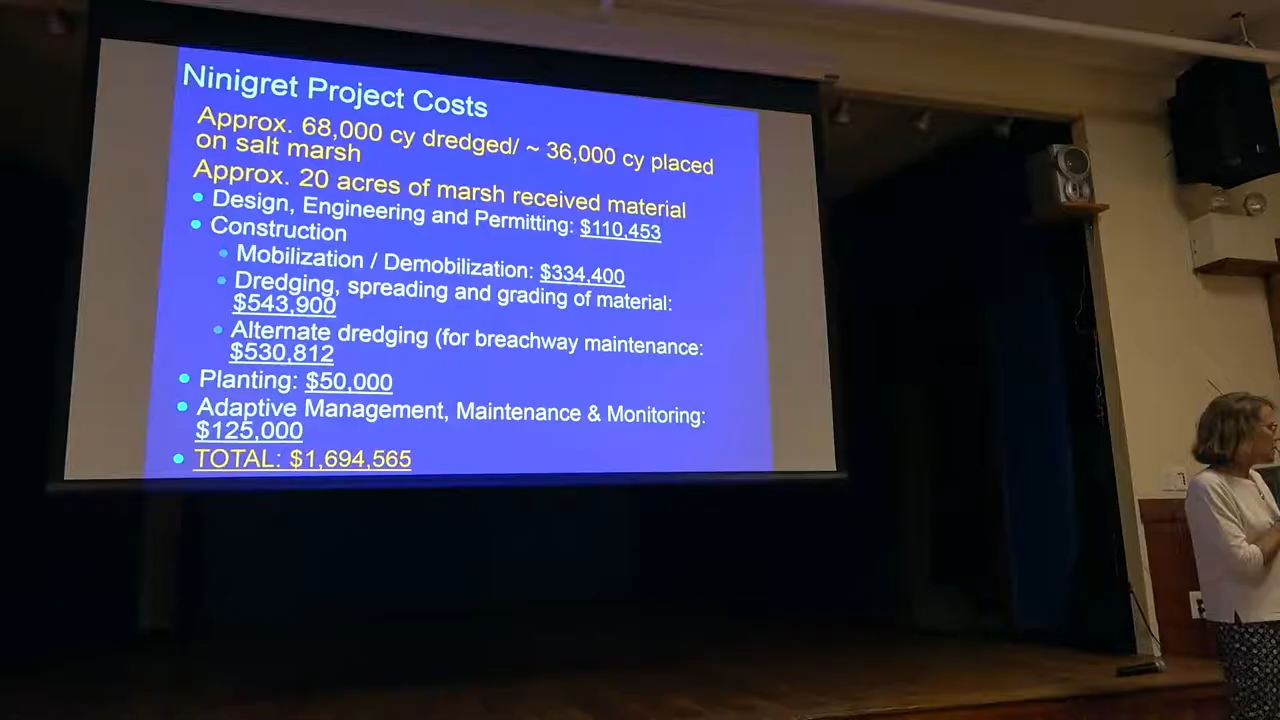 Ninigret Project Costs
Approx. 68,000 cy dredged/ ~ 36,000 cy placed
on salt marsh
Approx. 20 acres of marsh received material
Design, Engineering and Permitting: $110,453
Construction
Mobilization / Demobilization: $334,400
Dredging, spreading and grading of material:
$543,900
Alternate dredging (for breachway maintenance:
$530,812
Planting: $50,000
Adaptive Management, Maintenance & Monitoring:
$125,000
TOTAL: $1,694,565